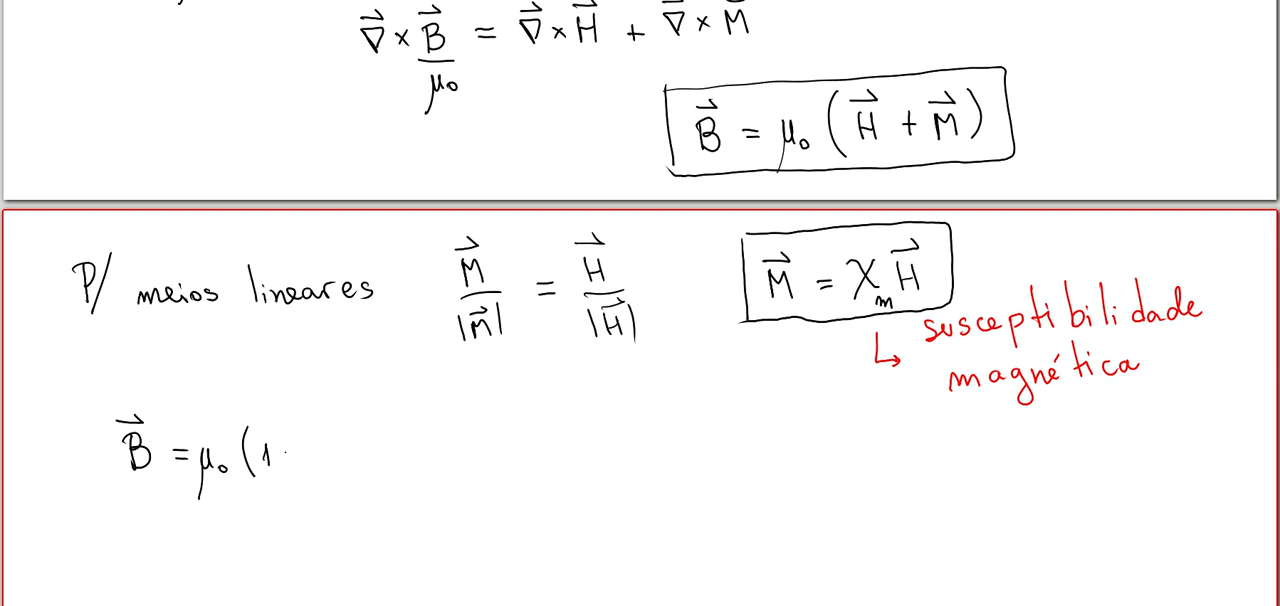 ∇⃗ × B⃗/μ₀ = ∇⃗ × H⃗ + ∇⃗ × M⃗
B⃗ = μ₀ (H⃗ + M⃗)
P/ meios lineares M⃗/|M⃗| = H⃗/|H⃗| M⃗ = χₘ H⃗
↳ susceptibilidade
magnética
B⃗ = μ₀ (1